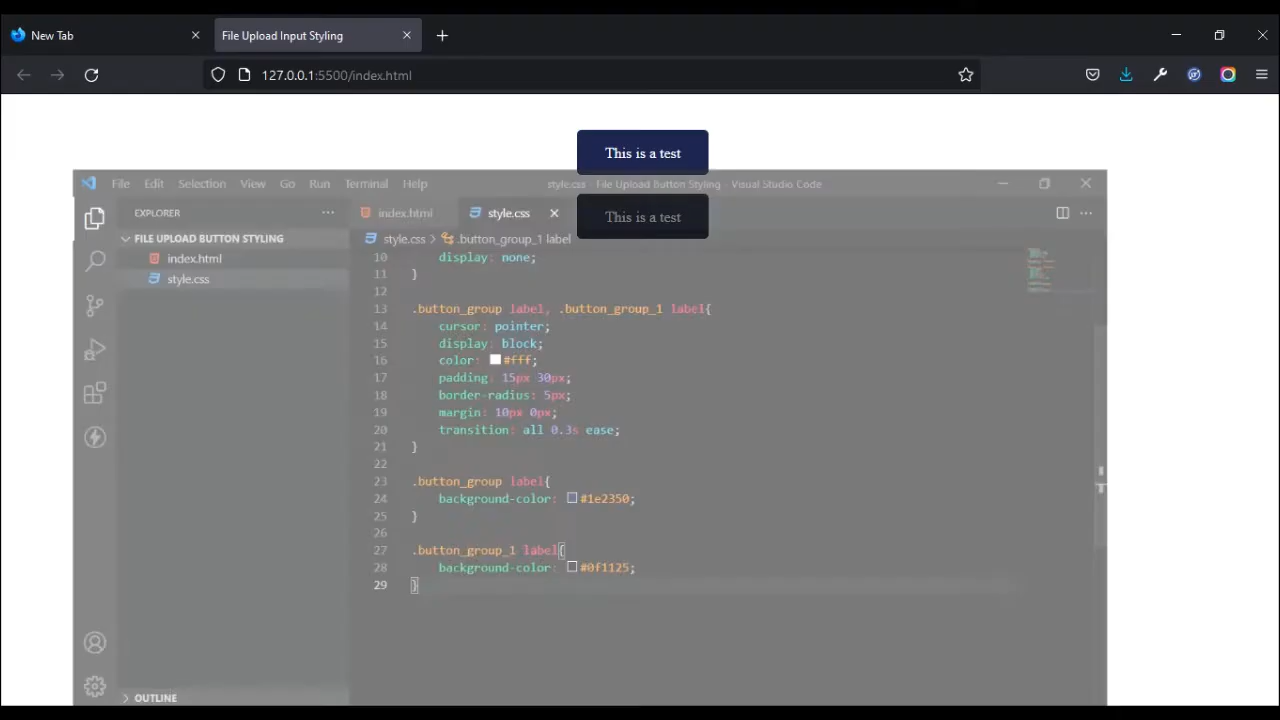 New Tab
File Upload Input Styling
127.0.0.1:5500/index.html
This is a test
File Edit Selection View Go Run Terminal Help
style.css - File Upload Button Styling - Visual Studio Code
This is a test
EXPLORER
index.html
style.css
FILE UPLOAD BUTTON STYLING
style.css > .button_group_1 label
index.html
style.css
10 display: none;
11 }
12
13 .button_group label, .button_group_1 label{
14 cursor: pointer;
15 display: block;
16 color: #fff;
17 padding: 15px 30px;
18 border-radius: 5px;
19 margin: 10px 0px;
20 transition: all 0.3s ease;
21 }
22
23 .button_group label{
24 background-color: #1e2350;
25 }
26
27 .button_group_1 label{
28 background-color: #0f1125;
29 }
OUTLINE